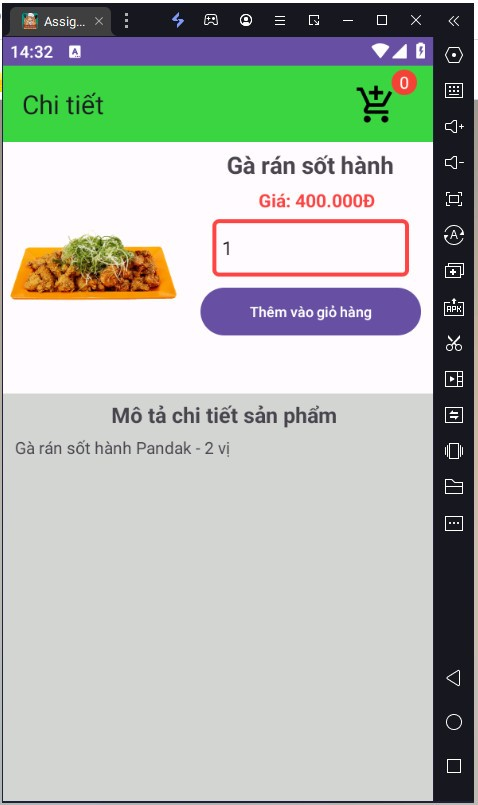 Assig...
14:32
A
Chi tiết
0
Gà rán sốt hành
Giá: 400.000Đ
1
Thêm vào giỏ hàng
Mô tả chi tiết sản phẩm
Gà rán sốt hành Pandak - 2 vị
A
APK